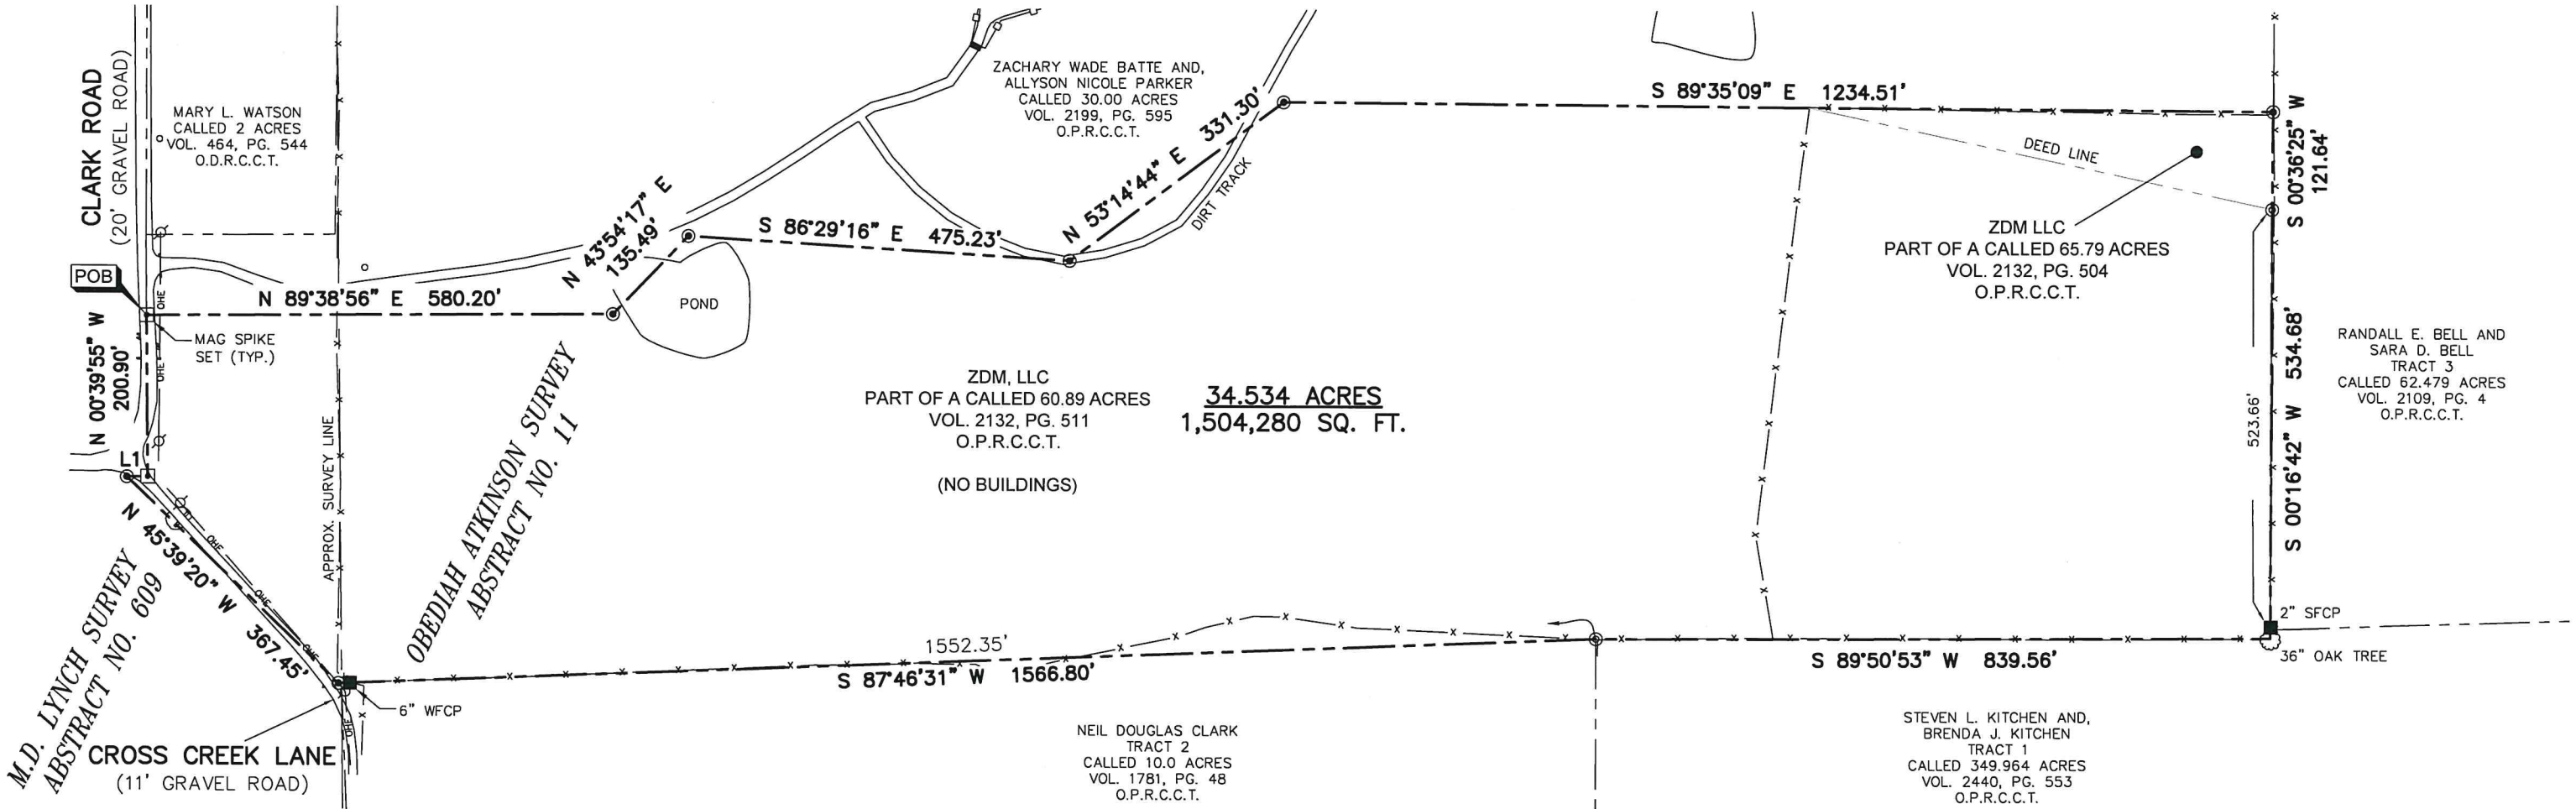 CLARK ROAD
(20' GRAVEL ROAD)
MARY L. WATSON
CALLED 2 ACRES
VOL. 464, PG. 544
O.D.R.C.C.T.
ZACHARY WADE BATTE AND,
ALLYSON NICOLE PARKER
CALLED 30.00 ACRES
VOL. 2199, PG. 595
O.P.R.C.C.T.
S 89°35'09" E 1234.51'
S 00°36'25" W
121.64'
DEED LINE
N 53°14'44" E 331.30'
DIRT TRACK
N 43°54'17" E
135.49'
S 86°29'16" E 475.23'
ZDM LLC
PART OF A CALLED 65.79 ACRES
VOL. 2132, PG. 504
O.P.R.C.C.T.
POB
OHE
N 89°38'56" E 580.20'
POND
MAG SPIKE
SET (TYP.)
OHE
N 00°39'55" W
200.90'
L1
APPROX. SURVEY LINE
OBEDIAH ATKINSON SURVEY
ABSTRACT NO. 11
ZDM, LLC
PART OF A CALLED 60.89 ACRES
VOL. 2132, PG. 511
O.P.R.C.C.T.
(NO BUILDINGS)
34.534 ACRES
1,504,280 SQ. FT.
523.66'
S 00°16'42" W 534.68'
RANDALL E. BELL AND
SARA D. BELL
TRACT 3
CALLED 62.479 ACRES
VOL. 2109, PG. 4
O.P.R.C.C.T.
N 45°39'20" W 367.45'
OHE
OHE
OHE
OHE
M.D. LYNCH SURVEY
ABSTRACT NO. 609
2" SFCP
36" OAK TREE
1552.35'
S 87°46'31" W 1566.80'
S 89°50'53" W 839.56'
6" WFCP
CROSS CREEK LANE
(11' GRAVEL ROAD)
NEIL DOUGLAS CLARK
TRACT 2
CALLED 10.0 ACRES
VOL. 1781, PG. 48
O.P.R.C.C.T.
STEVEN L. KITCHEN AND,
BRENDA J. KITCHEN
TRACT 1
CALLED 349.964 ACRES
VOL. 2440, PG. 553
O.P.R.C.C.T.